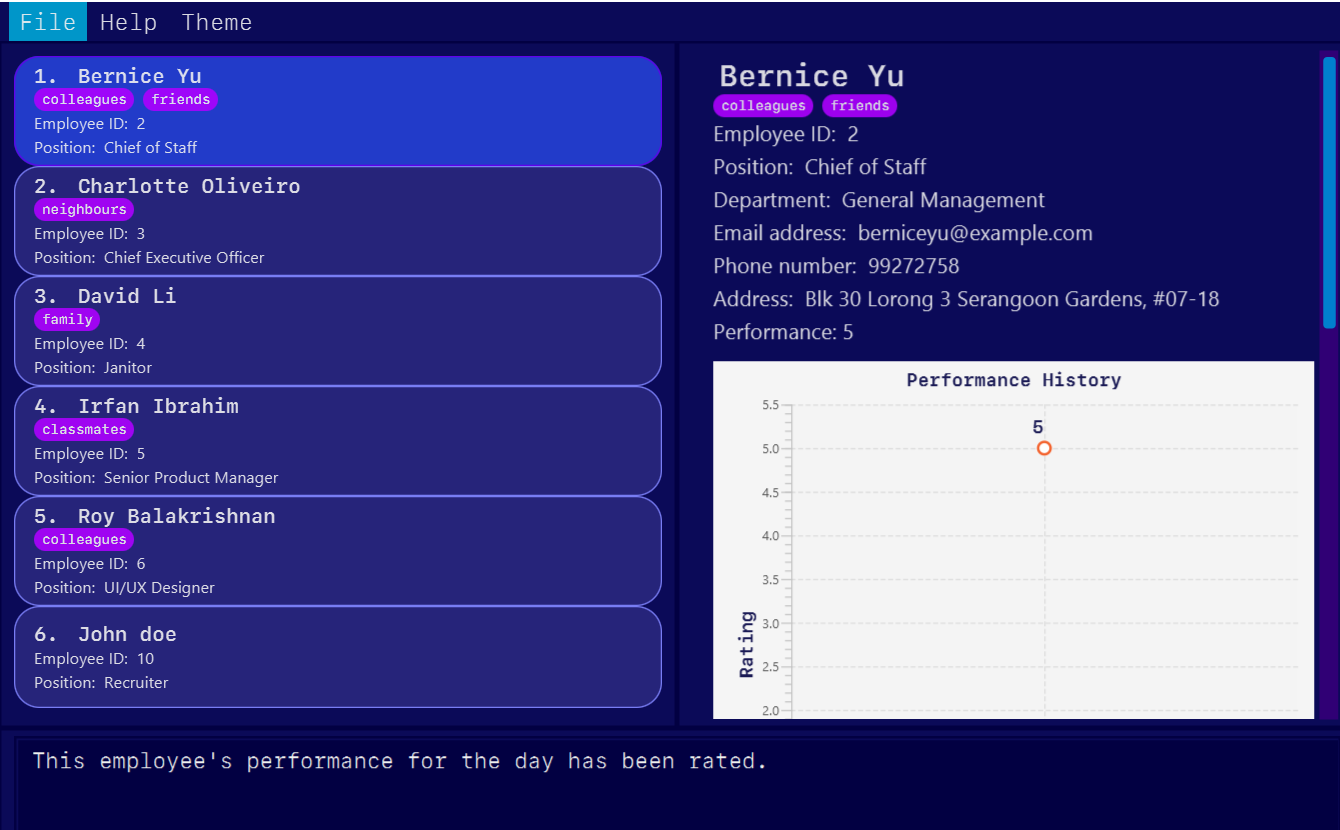 File Help Theme
1. Bernice Yu
colleagues friends
Employee ID: 2
Position: Chief of Staff
2. Charlotte Oliveiro
neighbours
Employee ID: 3
Position: Chief Executive Officer
3. David Li
family
Employee ID: 4
Position: Janitor
4. Irfan Ibrahim
classmates
Employee ID: 5
Position: Senior Product Manager
5. Roy Balakrishnan
colleagues
Employee ID: 6
Position: UI/UX Designer
6. John doe
Employee ID: 10
Position: Recruiter
Bernice Yu
colleagues friends
Employee ID: 2
Position: Chief of Staff
Department: General Management
Email address: berniceyu@example.com
Phone number: 99272758
Address: Blk 30 Lorong 3 Serangoon Gardens, #07-18
Performance: 5
Performance History
5.5
5
5.0
4.5
4.0
3.5
3.0
2.5
2.0
Rating
This employee's performance for the day has been rated.